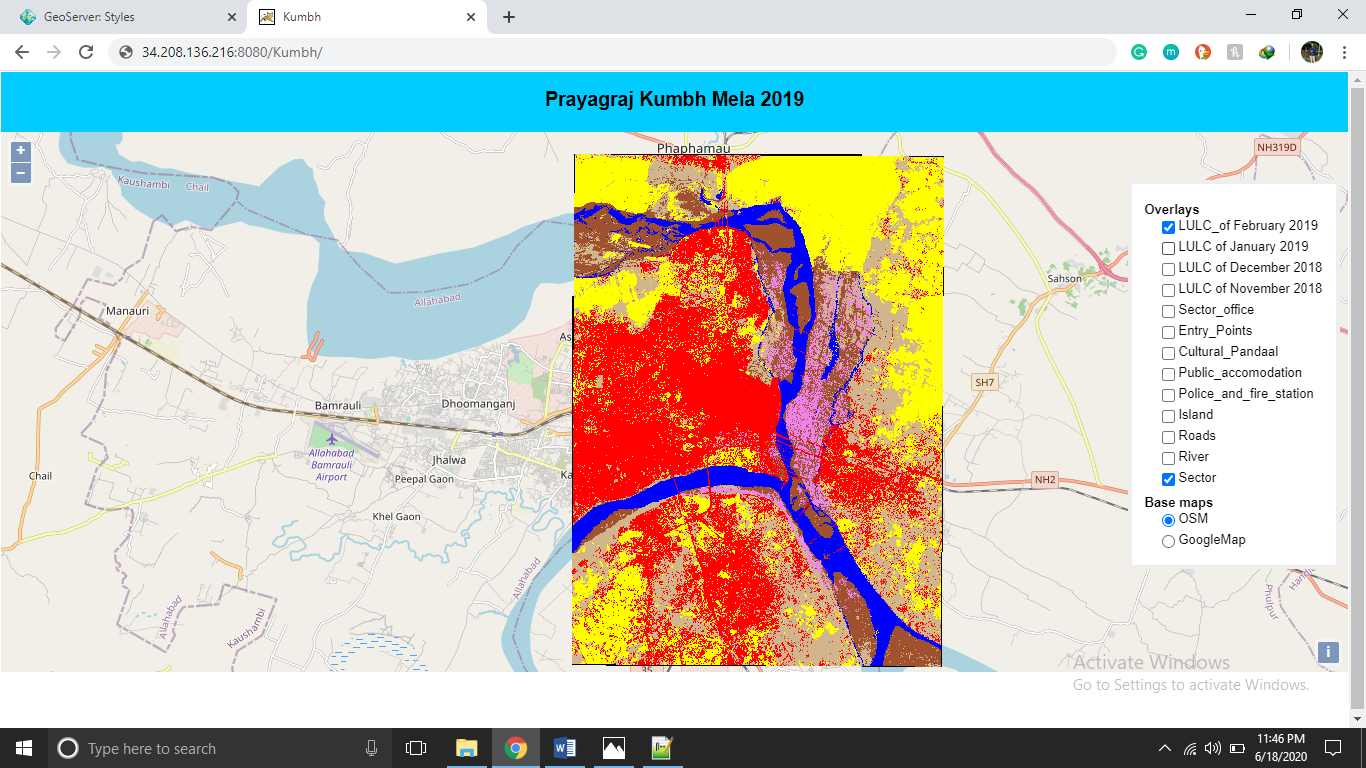 GeoServer: Styles
Kumbh
34.208.136.216:8080/Kumbh/
Prayagraj Kumbh Mela 2019
+
−
Phaphamau
NH319D
Kaushambi
Chail
Allahabad
Sahson
Manauri
SH7
Bamrauli
Dhoomanganj
Allahabad
Bamrauli
Airport
Jhalwa
Peepal Gaon
Chail
NH2
Khel Gaon
Allahabad
Allahabad
Kaushambi
Phulpur
35
Overlays
LULC_of February 2019
LULC of January 2019
LULC of December 2018
LULC of November 2018
Sector_office
Entry_Points
Cultural_Pandaal
Public_accomodation
Police_and_fire_station
Island
Roads
River
Sector
Base maps
OSM
GoogleMap
i
Activate Windows
Go to Settings to activate Windows.
Type here to search
11:46 PM
6/18/2020